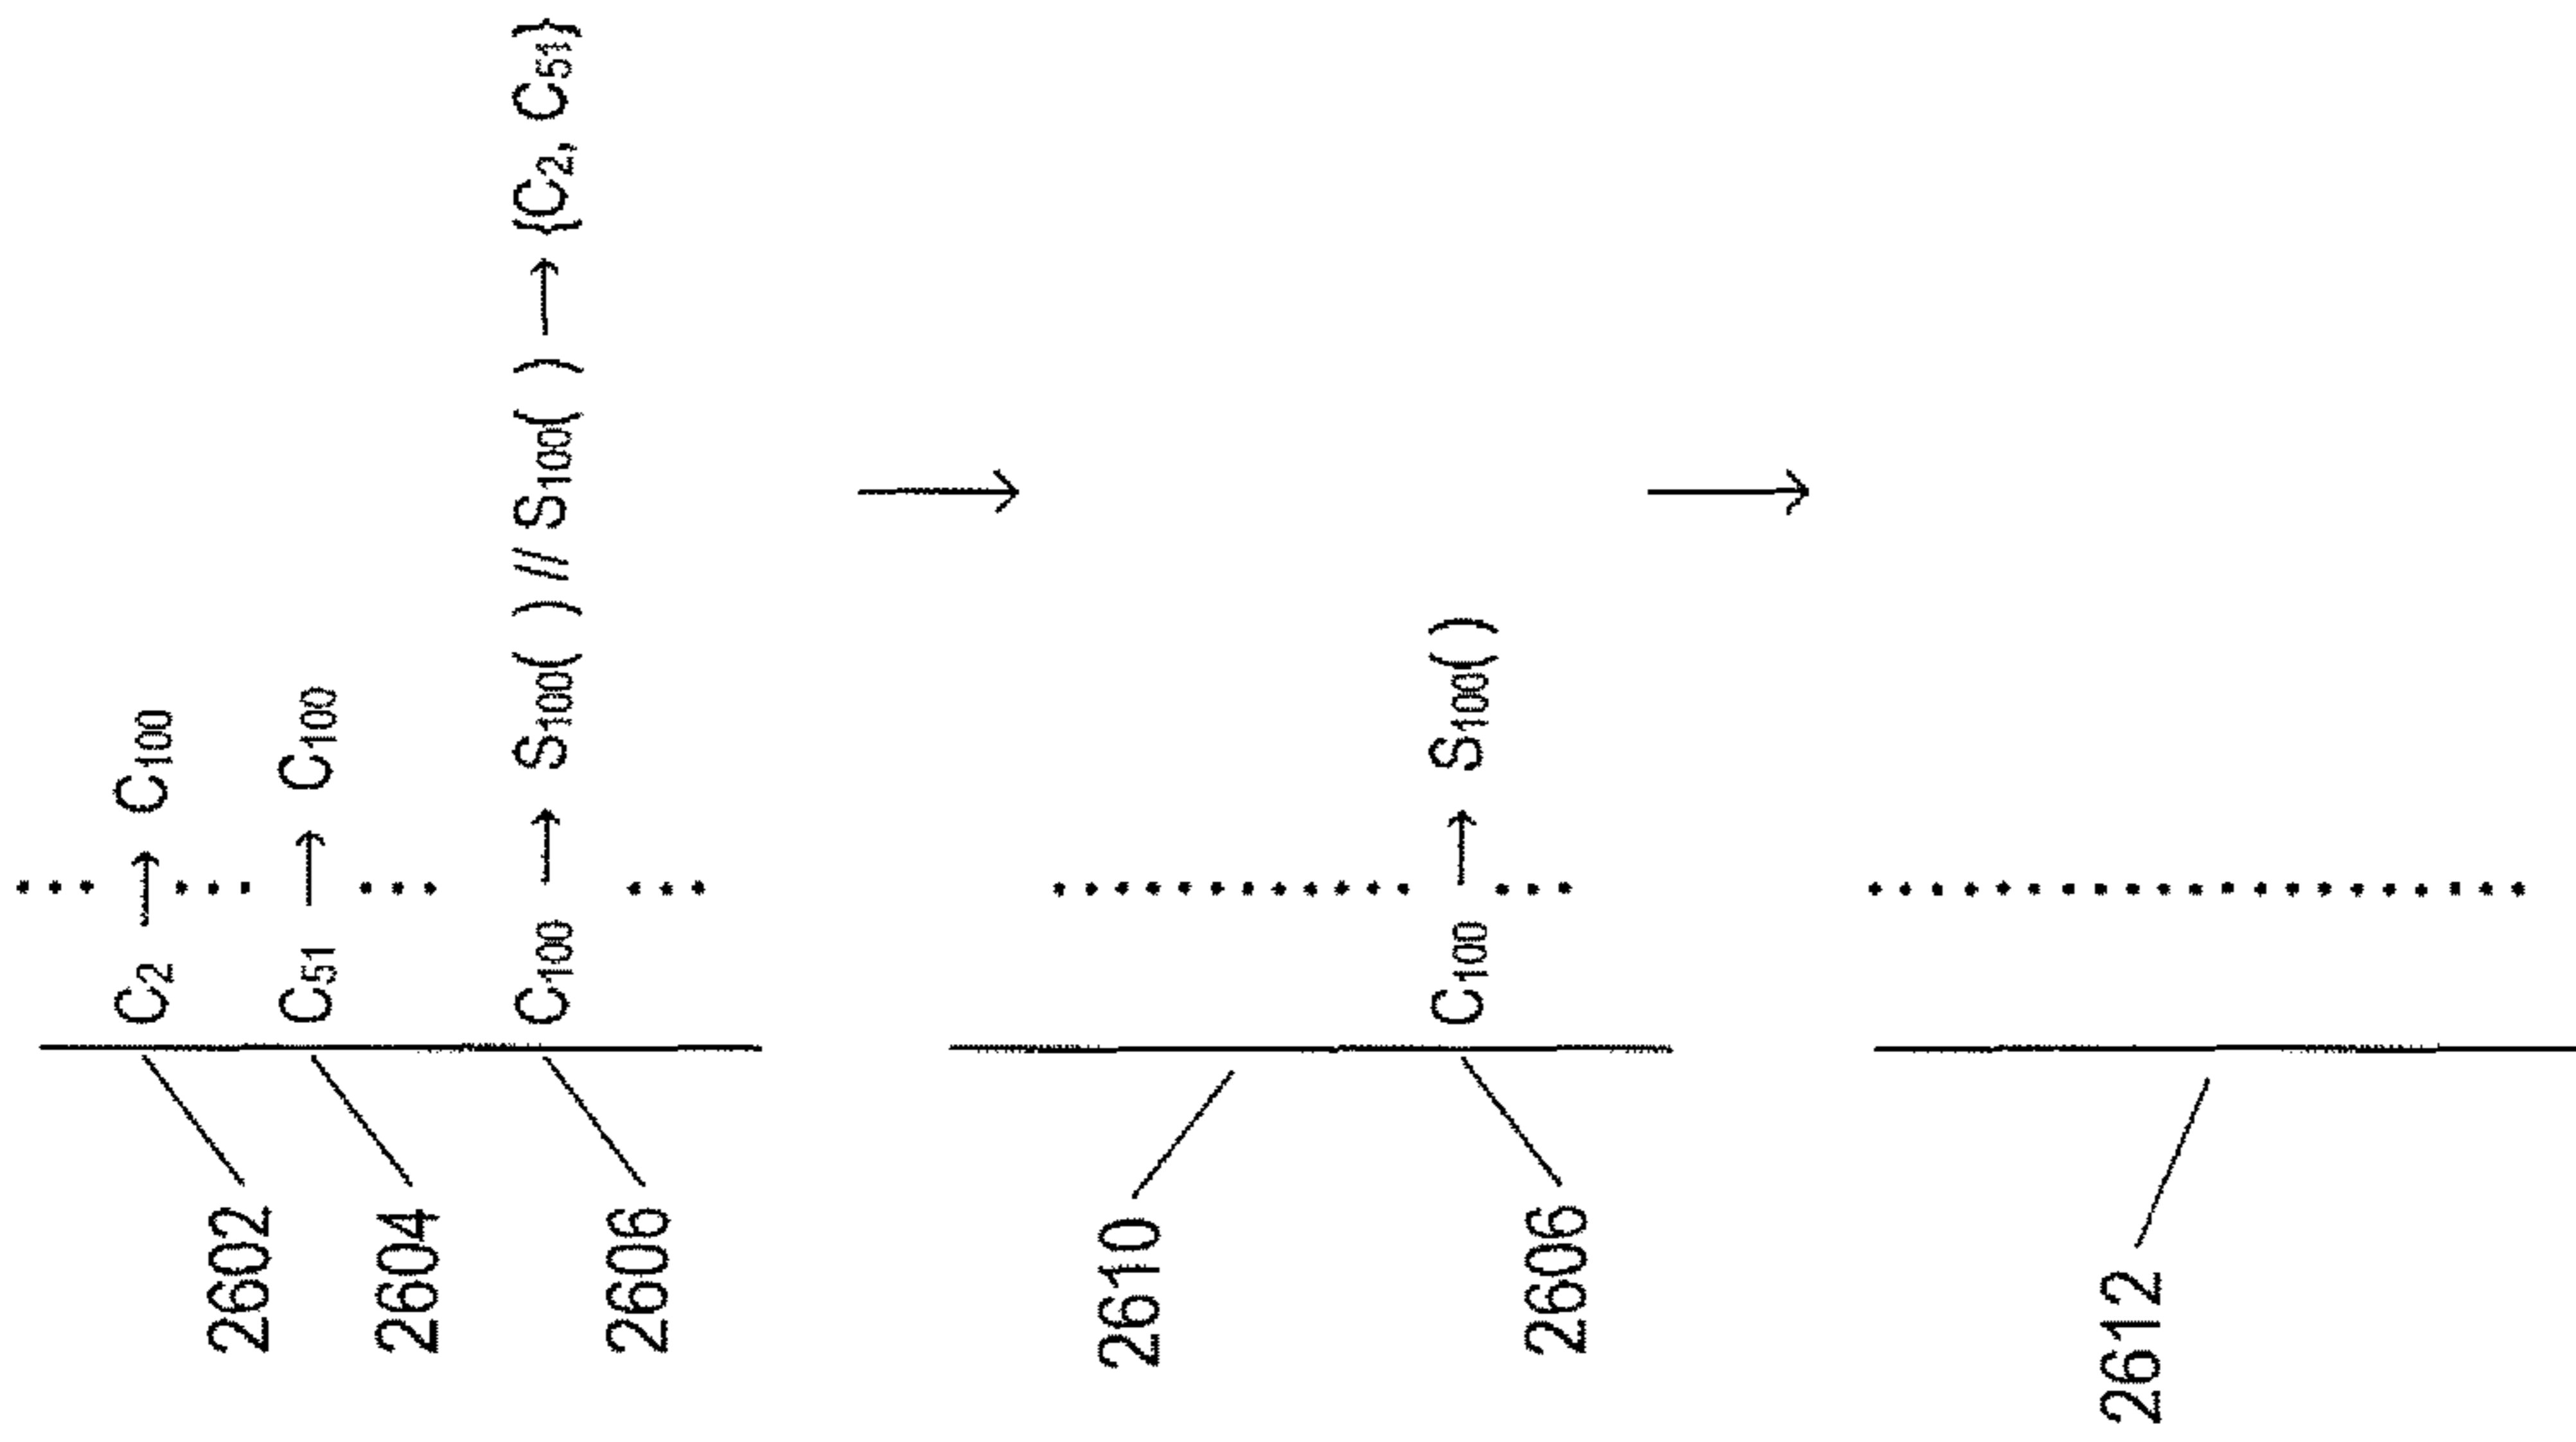 2602 C2 → C100
2604 C51 → C100
2606 C100 → S100( ) // S100( ) → {C2, C51}
2610
2606 C100 → S100( )
2612